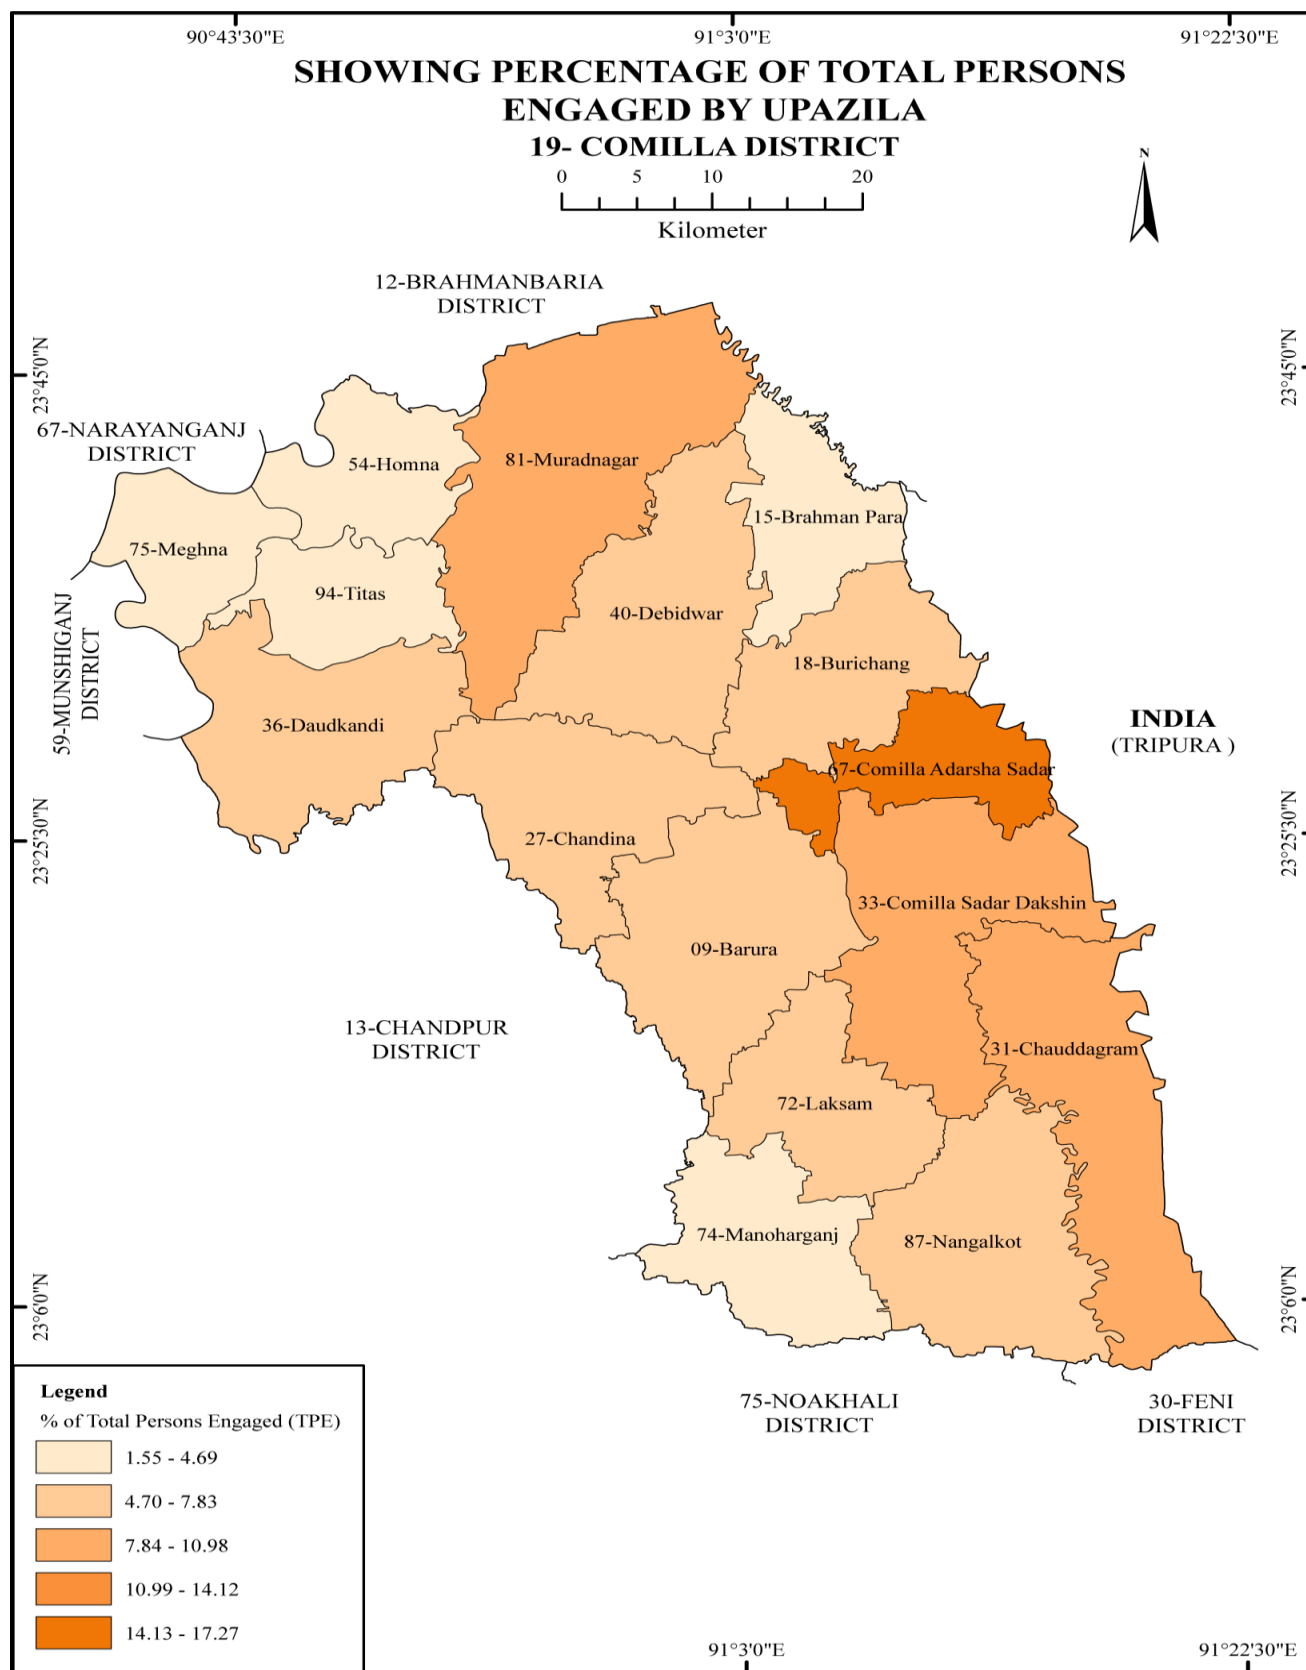 90°43'30"E
91°3'0"E
91°22'30"E
SHOWING PERCENTAGE OF TOTAL PERSONS
ENGAGED BY UPAZILA
19- COMILLA DISTRICT
0 5 10 20
Kilometer
N
12-BRAHMANBARIA
DISTRICT
23°45'0"N
23°45'0"N
67-NARAYANGANJ
DISTRICT
54-Homna
81-Muradnagar
15-Brahman Para
75-Meghna
94-Titas
40-Debidwar
59-MUNSHIGANJ
DISTRICT
18-Burichang
36-Daudkandi
INDIA
(TRIPURA )
67-Comilla Adarsha Sadar
23°25'30"N
27-Chandina
23°25'30"N
33-Comilla Sadar Dakshin
09-Barura
13-CHANDPUR
DISTRICT
31-Chauddagram
72-Laksam
74-Manoharganj
87-Nangalkot
23°6'0"N
23°6'0"N
75-NOAKHALI
DISTRICT
30-FENI
DISTRICT
Legend
% of Total Persons Engaged (TPE)
1.55 - 4.69
4.70 - 7.83
7.84 - 10.98
10.99 - 14.12
14.13 - 17.27
91°3'0"E
91°22'30"E